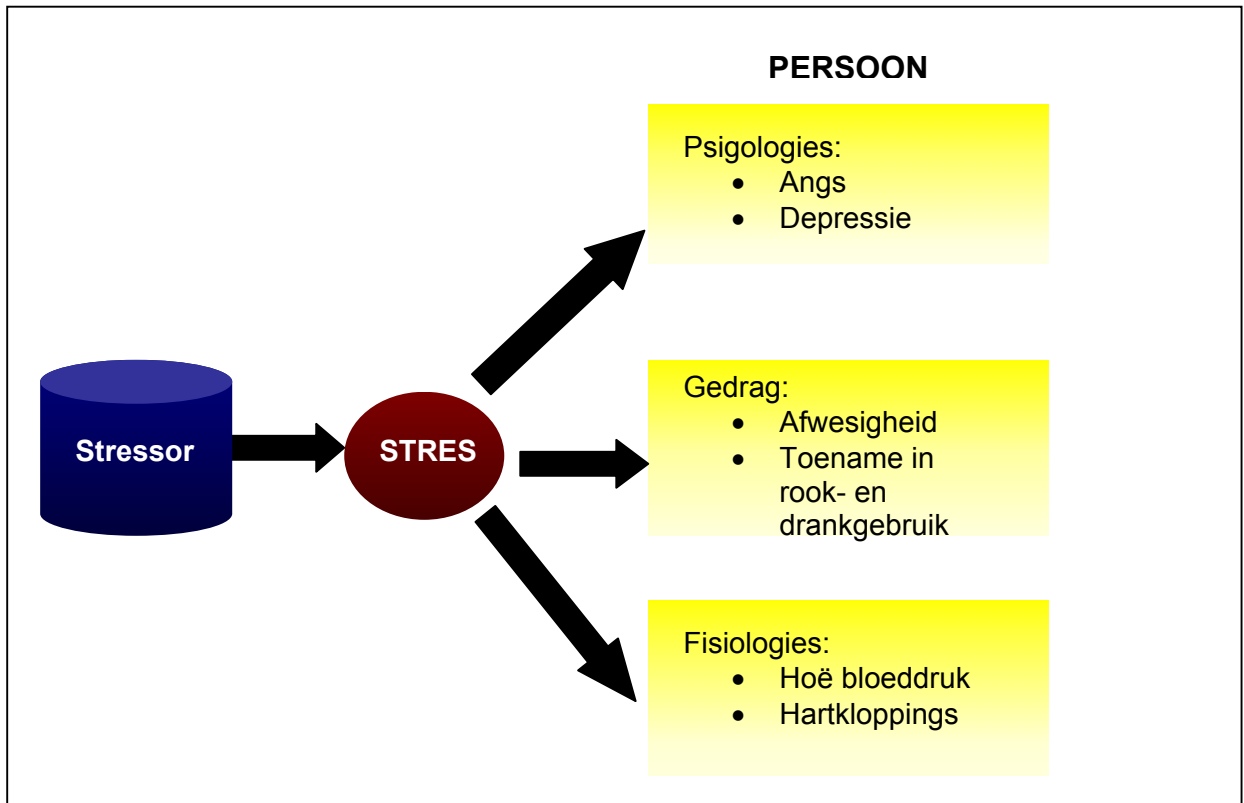 PERSOON
Psigologies:
• Angs
• Depressie
Stressor
STRES
Gedrag:
• Afwesigheid
• Toename in
rook- en
drankgebruik
Fisiologies:
• Hoë bloeddruk
• Hartkloppings